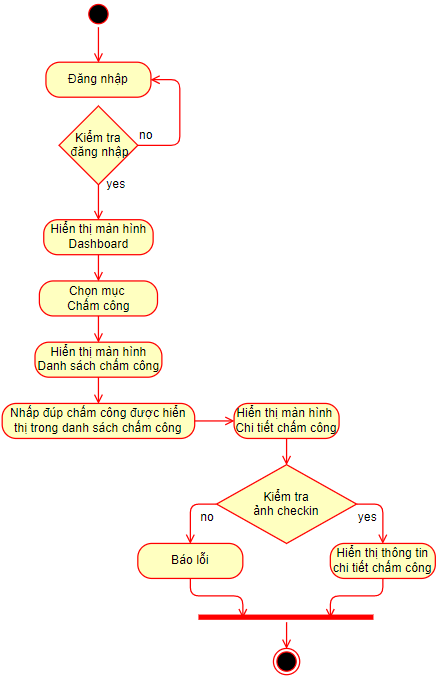 Đăng nhập
Kiểm tra
đăng nhập
no
yes
Hiển thị màn hình
Dashboard
Chọn mục
Chấm công
Hiển thị màn hình
Danh sách chấm công
Nhấp đúp chấm công được hiển
thị trong danh sách chấm công
Hiển thị màn hình
Chi tiết chấm công
Kiểm tra
ảnh checkin
no
yes
Báo lỗi
Hiển thị thông tin
chi tiết chấm công